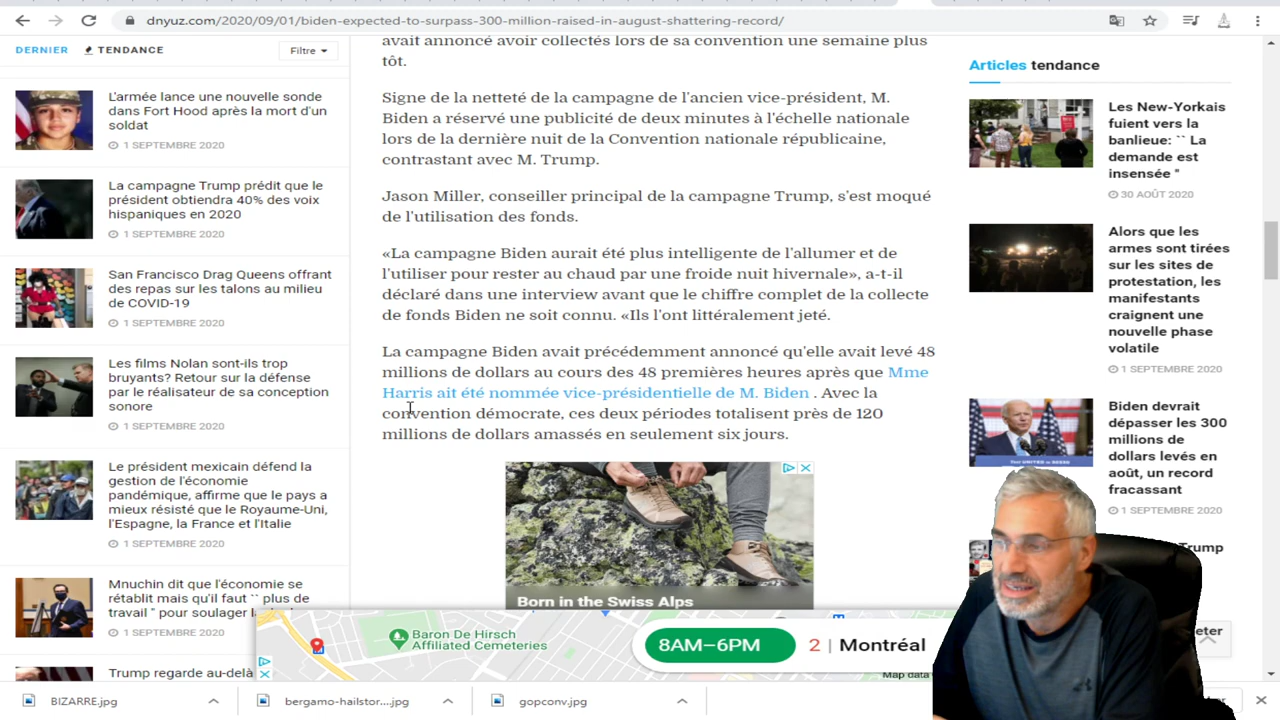 dnyuz.com/2020/09/01/biden-expected-to-surpass-300-million-raised-in-august-shattering-record/
DERNIER
TENDANCE
Filtre
L'armée lance une nouvelle sonde
dans Fort Hood après la mort d'un
soldat
1 SEPTEMBRE 2020
La campagne Trump prédit que le
président obtiendra 40% des voix
hispaniques en 2020
1 SEPTEMBRE 2020
San Francisco Drag Queens offrant
des repas sur les talons au milieu
de COVID-19
1 SEPTEMBRE 2020
Les films Nolan sont-ils trop
bruyants? Retour sur la défense
par le réalisateur de sa conception
sonore
1 SEPTEMBRE 2020
Le président mexicain défend la
gestion de l'économie
pandémique, affirme que le pays a
mieux résisté que le Royaume-Uni,
l'Espagne, la France et l'Italie
1 SEPTEMBRE 2020
Mnuchin dit que l'économie se
rétablit mais qu'il faut `` plus de
travail '' pour soulager
1 SEPTEMBRE 2020
Trump regarde au-delà
avait annoncé avoir collectés lors de sa convention une semaine plus
tôt.
Signe de la netteté de la campagne de l'ancien vice-président, M.
Biden a réservé une publicité de deux minutes à l'échelle nationale
lors de la dernière nuit de la Convention nationale républicaine,
contrastant avec M. Trump.
Jason Miller, conseiller principal de la campagne Trump, s'est moqué
de l'utilisation des fonds.
«La campagne Biden aurait été plus intelligente de l'allumer et de
l'utiliser pour rester au chaud par une froide nuit hivernale», a-t-il
déclaré dans une interview avant que le chiffre complet de la collecte
de fonds Biden ne soit connu. «Ils l'ont littéralement jeté.
La campagne Biden avait précédemment annoncé qu'elle avait levé 48
millions de dollars au cours des 48 premières heures après que Mme
Harris ait été nommée vice-présidentielle de M. Biden . Avec la
convention démocrate, ces deux périodes totalisent près de 120
millions de dollars amassés en seulement six jours.
Born in the Swiss Alps
Articles tendance
Les New-Yorkais
fuient vers la
banlieue: `` La
demande est
insensée "
30 AOÛT 2020
Alors que les
armes sont tirées
sur les sites de
protestation, les
manifestants
craignent une
nouvelle phase
volatile
1 SEPTEMBRE 2020
Biden devrait
dépasser les 300
millions de
dollars levés en
août, un record
fracassant
1 SEPTEMBRE 2020
Trump
Baron De Hirsch
Affiliated Cemeteries
8AM–6PM
2 | Montréal
Map data
BIZARRE.jpg
bergamo-hailstor....jpg
gopconv.jpg